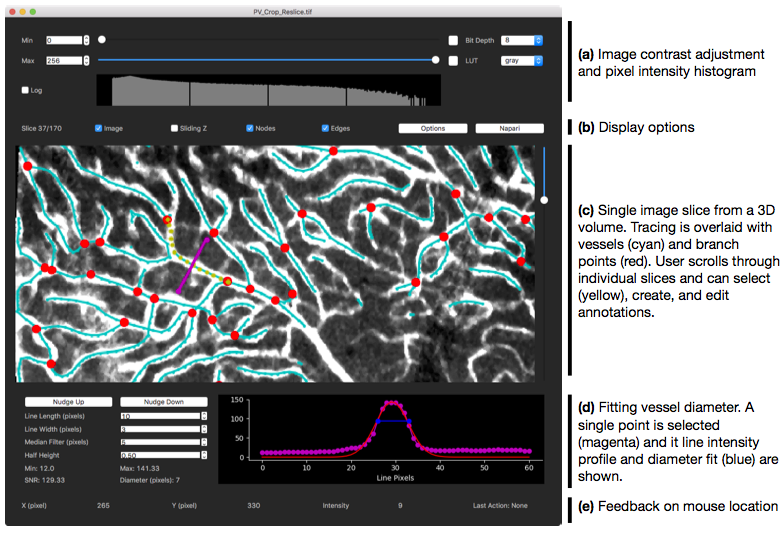 PV_Crop_Reslice.tif
Min 0 Bit Depth 8
Max 256 LUT gray
Log
Slice 37/170 Image Sliding Z Nodes Edges Options Napari
Nudge Up Nudge Down
Line Length (pixels) 10
Line Width (pixels) 3
Median Filter (pixels) 5
Half Height 0.50
Min: 12.0 Max: 141.33
SNR: 129.33 Diameter (pixels): 7
150
100
50
0
0 10 20 30 40 50 60
Line Pixels
X (pixel) 265 Y (pixel) 330 Intensity 9 Last Action: None
(a) Image contrast adjustment
and pixel intensity histogram
(b) Display options
(c) Single image slice from a 3D
volume. Tracing is overlaid with
vessels (cyan) and branch
points (red). User scrolls through
individual slices and can select
(yellow), create, and edit
annotations.
(d) Fitting vessel diameter. A
single point is selected
(magenta) and it line intensity
profile and diameter fit (blue) are
shown.
(e) Feedback on mouse location